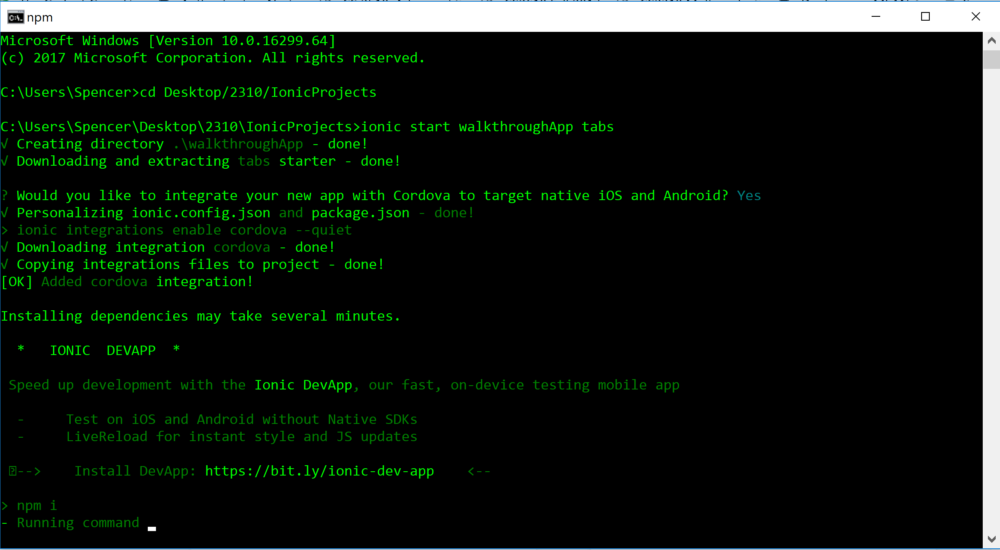 npm
Microsoft Windows [Version 10.0.16299.64]
(c) 2017 Microsoft Corporation. All rights reserved.
C:\Users\Spencer>cd Desktop/2310/IonicProjects
C:\Users\Spencer\Desktop\2310\IonicProjects>ionic start walkthroughApp tabs
√ Creating directory .\walkthroughApp - done!
√ Downloading and extracting tabs starter - done!
? Would you like to integrate your new app with Cordova to target native iOS and Android? Yes
√ Personalizing ionic.config.json and package.json - done!
> ionic integrations enable cordova --quiet
√ Downloading integration cordova - done!
√ Copying integrations files to project - done!
[OK] Added cordova integration!
Installing dependencies may take several minutes.
* IONIC DEVAPP *
Speed up development with the Ionic DevApp, our fast, on-device testing mobile app
- Test on iOS and Android without Native SDKs
- LiveReload for instant style and JS updates
--> Install DevApp: https://bit.ly/ionic-dev-app <--
> npm i
- Running command